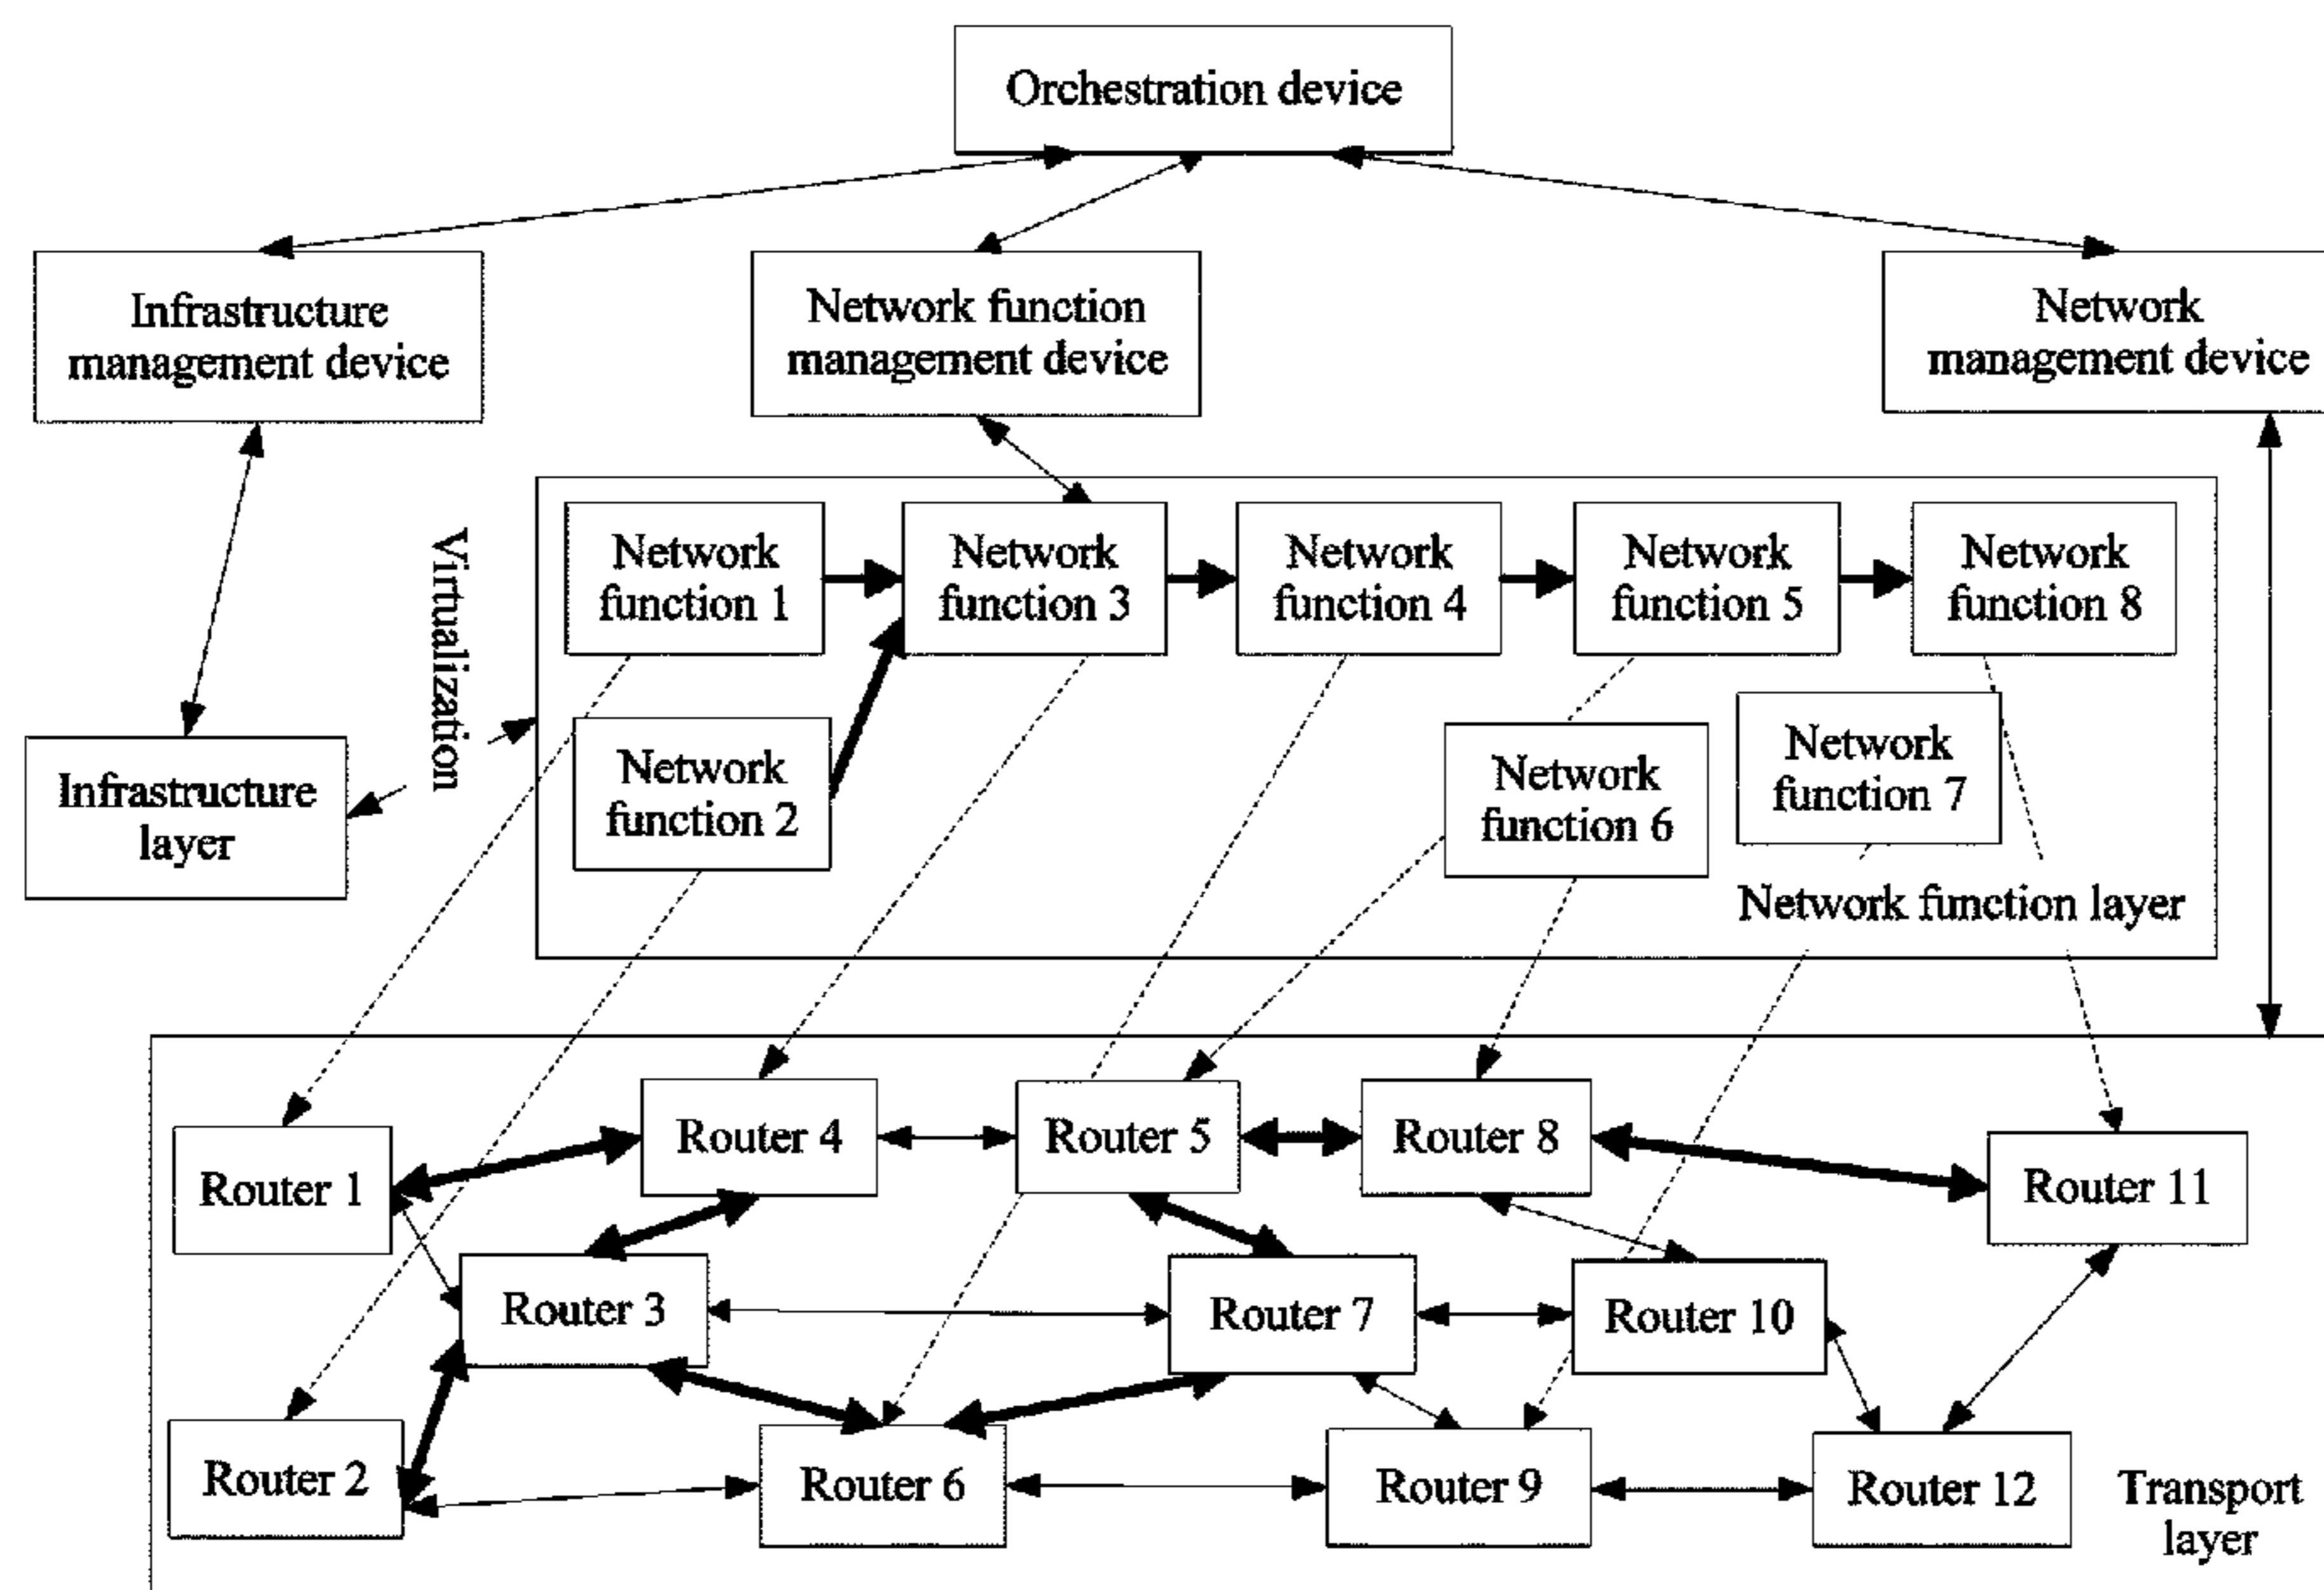 Orchestration device
Infrastructure
management device
Network function
management device
Network
management device
Virtualization
Network
function 1
Network
function 3
Network
function 4
Network
function 5
Network
function 8
Network
function 2
Network
function 6
Network
function 7
Infrastructure
layer
Network function layer
Router 4
Router 5
Router 8
Router 1
Router 11
Router 3
Router 7
Router 10
Router 2
Router 6
Router 9
Router 12
Transport
layer